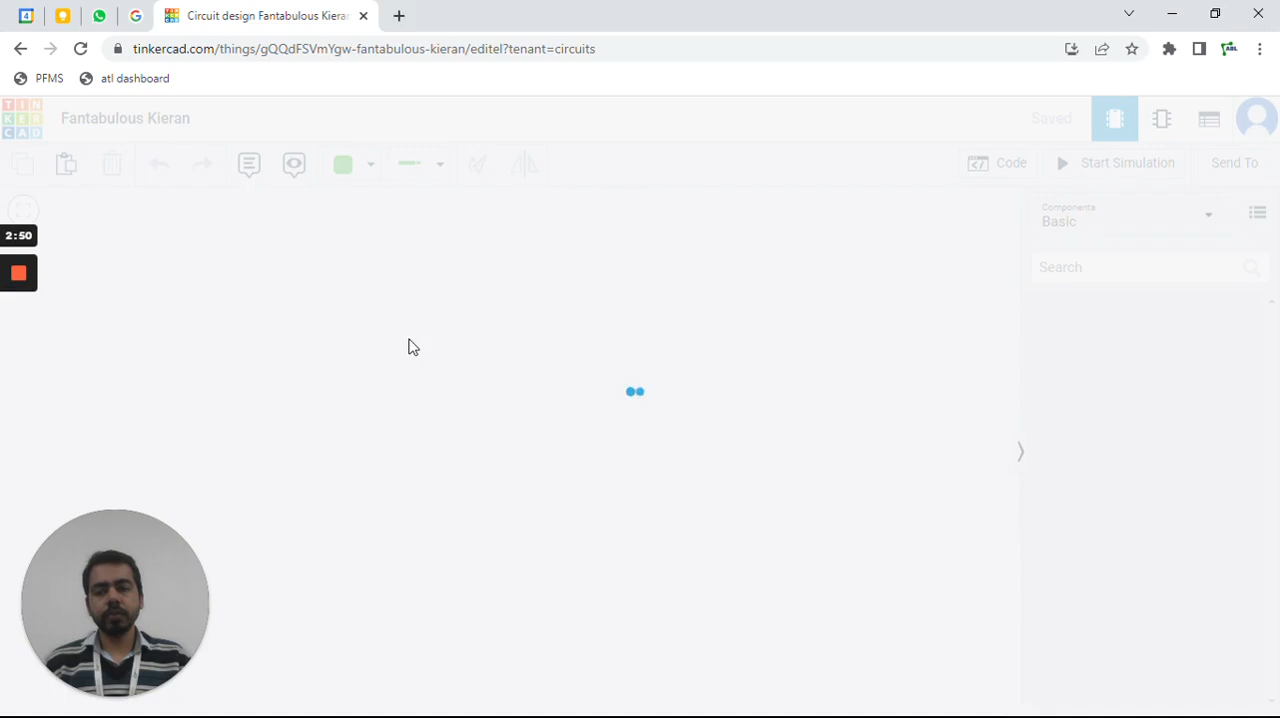 4
Circuit design Fantabulous Kieran
tinkercad.com/things/gQQdFSVmYgw-fantabulous-kieran/editel?tenant=circuits
PFMS
atl dashboard
TIN
KER
CAD
Fantabulous Kieran
Saved
Code
Start Simulation
Send To
Components
Basic
2:50
Search